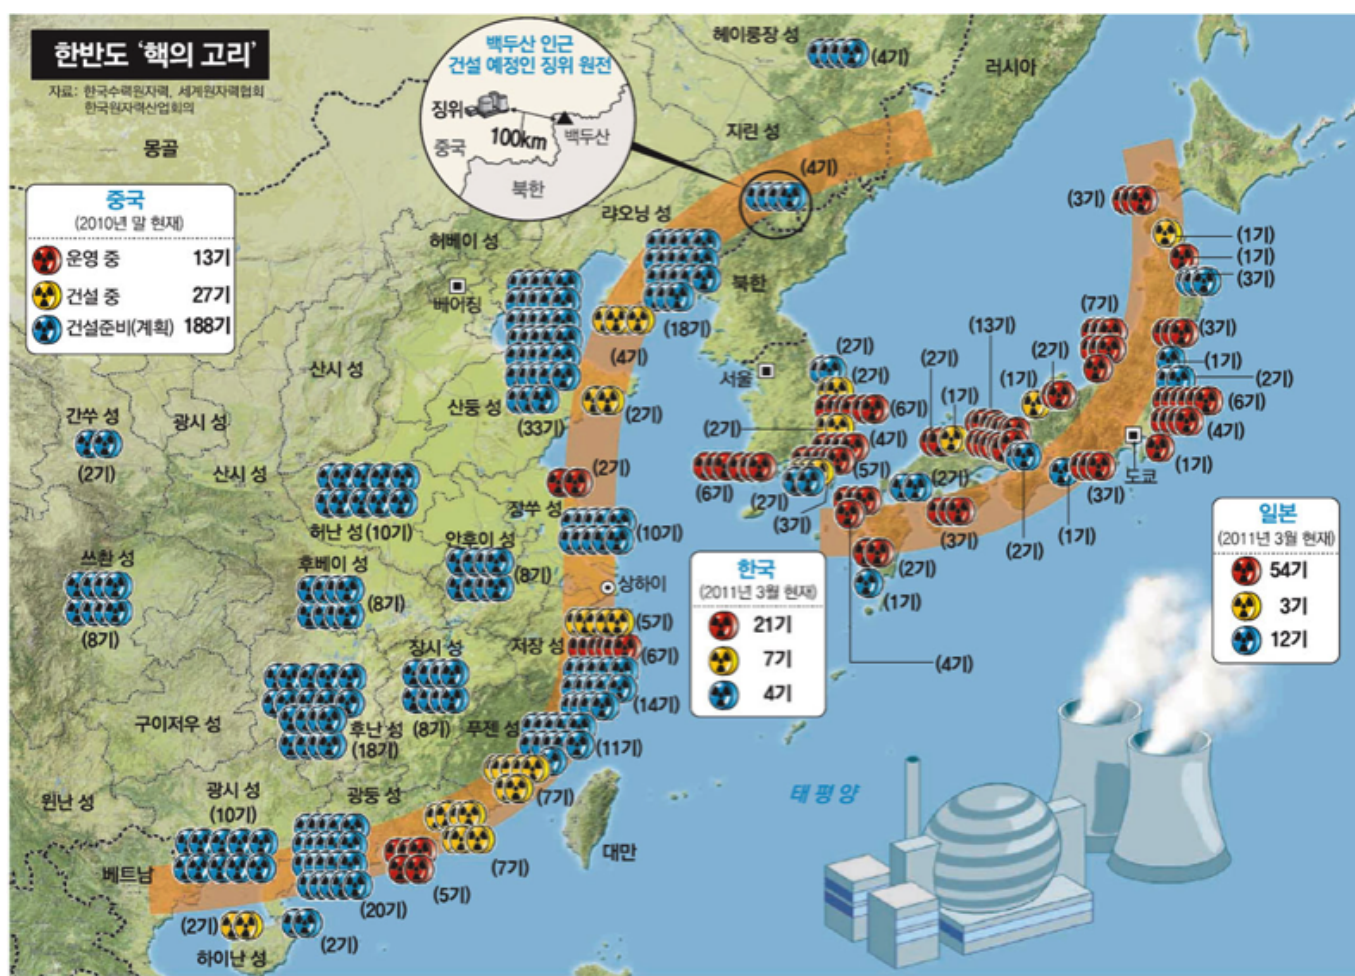 한반도 '핵의 고리'
자료: 한국수력원자력, 세계원자력협회
한국원자력산업회의
백두산 인근
건설 예정인 징위 원전
징위
100km
백두산
중국
북한
헤이룽장 성
(4기)
러시아
지린 성
(4기)
몽골
중국
(2010년 말 현재)
운영 중 13기
건설 중 27기
건설준비(계획) 188기
랴오닝 성
허베이 성
베이징
북한
(18기)
(4기)
산시 성
산둥 성
(33기)
(2기)
간쑤 성
(2기)
광시 성
산시 성
허난 성(10기)
(2기)
장쑤 성
(10기)
안후이 성
(8기)
상하이
쓰촨 성
(8기)
후베이 성
(8기)
(5기)
저장 성
(6기)
(14기)
장시 성
(8기)
구이저우 성
후난 성
(18기)
푸젠 성
(11기)
(7기)
윈난 성
광시 성
(10기)
광둥 성
(7기)
(5기)
(20기)
베트남
(2기)
(2기)
하이난 성
대만
태평양
서울
(2기)
(2기)
(6기)
(2기)
(4기)
(5기)
(6기)
(2기)
(3기)
(3기)
(1기)
(1기)
(3기)
(7기)
(3기)
(13기)
(2기)
(1기)
(2기)
(1기)
(2기)
(1기)
(6기)
(4기)
(1기)
도쿄
(3기)
(1기)
(2기)
(2기)
(3기)
(2기)
(1기)
(4기)
한국
(2011년 3월 현재)
21기
7기
4기
일본
(2011년 3월 현재)
54기
3기
12기